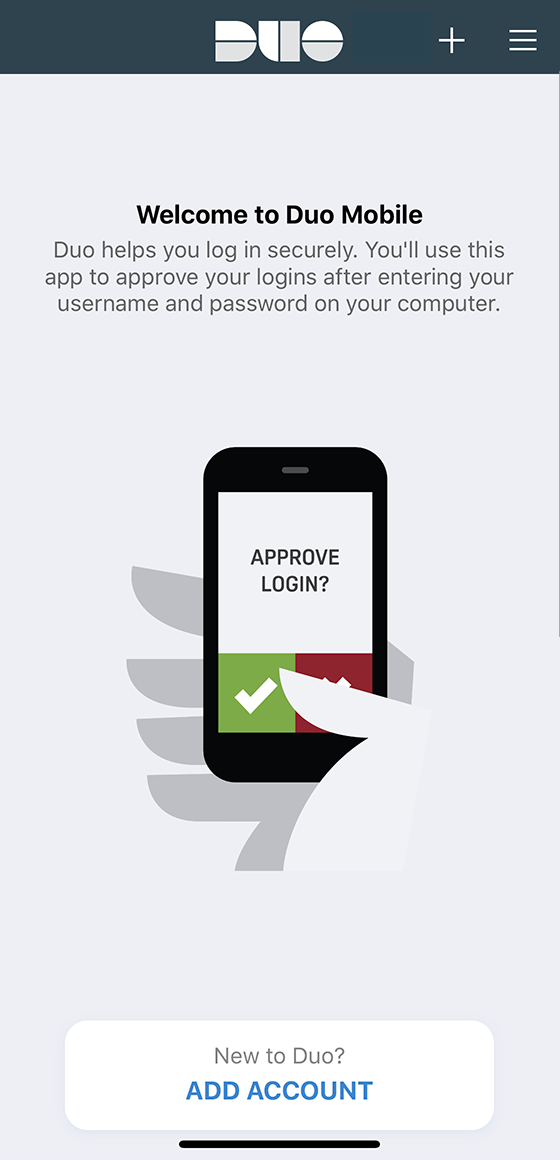 DUO
Welcome to Duo Mobile
Duo helps you log in securely. You'll use this
app to approve your logins after entering your
username and password on your computer.
APPROVE
LOGIN?
New to Duo?
ADD ACCOUNT